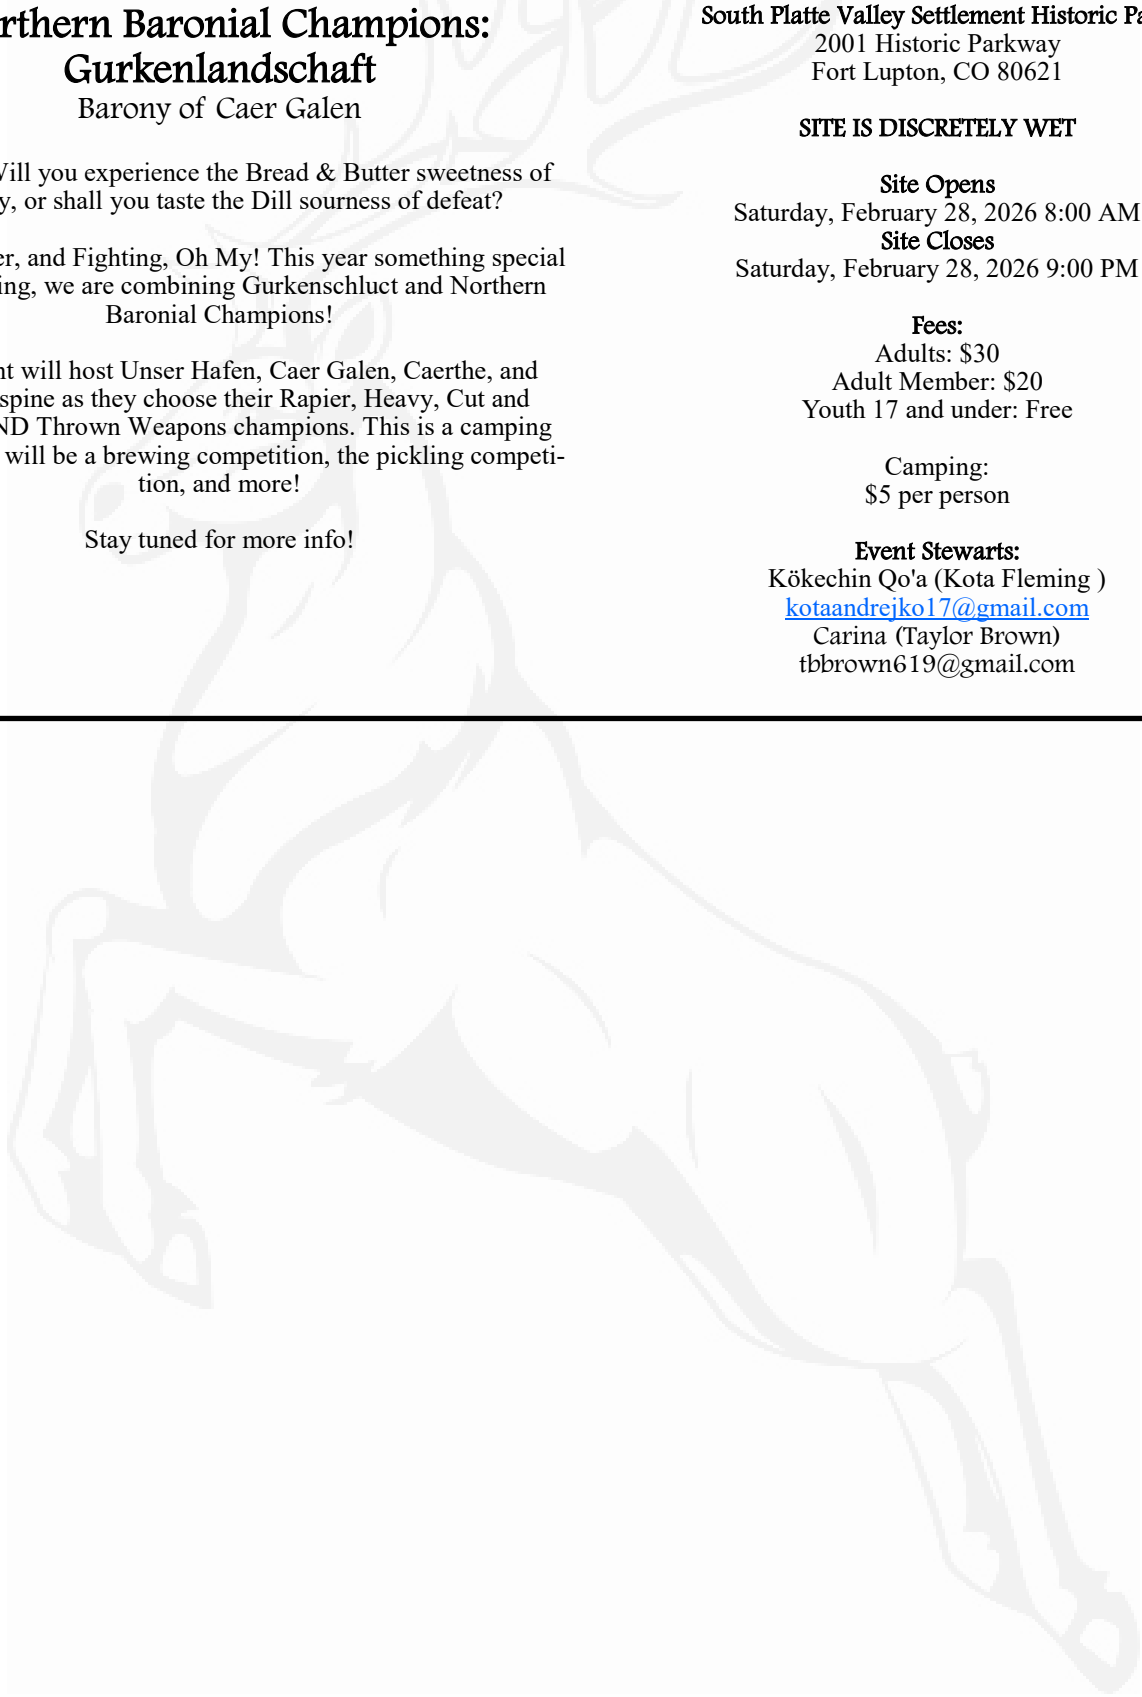 rthern Baronial Champions:
Gurkenlandschaft
Barony of Caer Galen
Will you experience the Bread & Butter sweetness of
y, or shall you taste the Dill sourness of defeat?
er, and Fighting, Oh My! This year something special
ing, we are combining Gurkenschluct and Northern
Baronial Champions!
nt will host Unser Hafen, Caer Galen, Caerthe, and
spine as they choose their Rapier, Heavy, Cut and
ND Thrown Weapons champions. This is a camping
will be a brewing competition, the pickling competi-
tion, and more!
Stay tuned for more info!
South Platte Valley Settlement Historic Pa
2001 Historic Parkway
Fort Lupton, CO 80621
SITE IS DISCRETELY WET
Site Opens
Saturday, February 28, 2026 8:00 AM
Site Closes
Saturday, February 28, 2026 9:00 PM
Fees:
Adults: $30
Adult Member: $20
Youth 17 and under: Free
Camping:
$5 per person
Event Stewarts:
Kökechin Qo'a (Kota Fleming )
kotaandrejko17@gmail.com
Carina (Taylor Brown)
tbbrown619@gmail.com